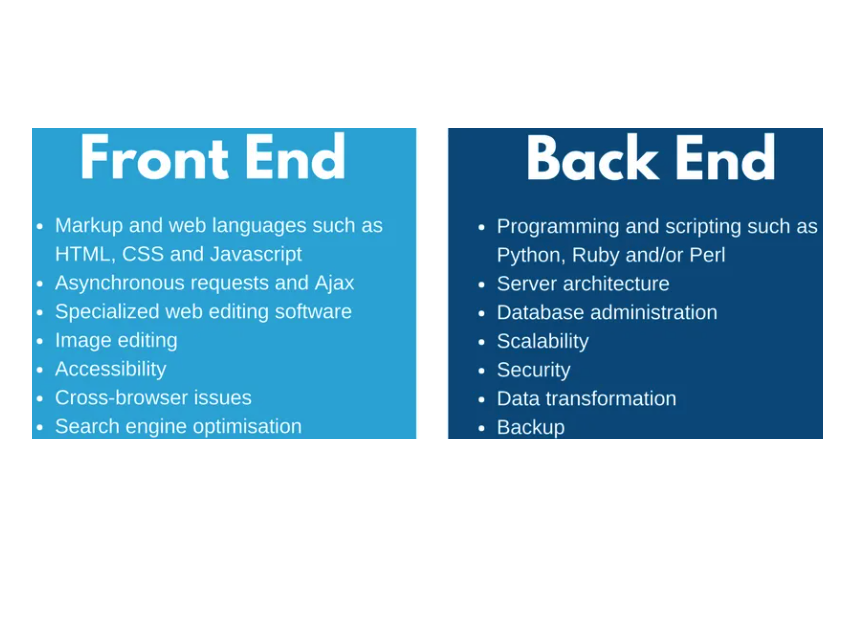 Front End
• Markup and web languages such as
HTML, CSS and Javascript
• Asynchronous requests and Ajax
• Specialized web editing software
• Image editing
• Accessibility
• Cross-browser issues
• Search engine optimisation
Back End
• Programming and scripting such as
Python, Ruby and/or Perl
• Server architecture
• Database administration
• Scalability
• Security
• Data transformation
• Backup